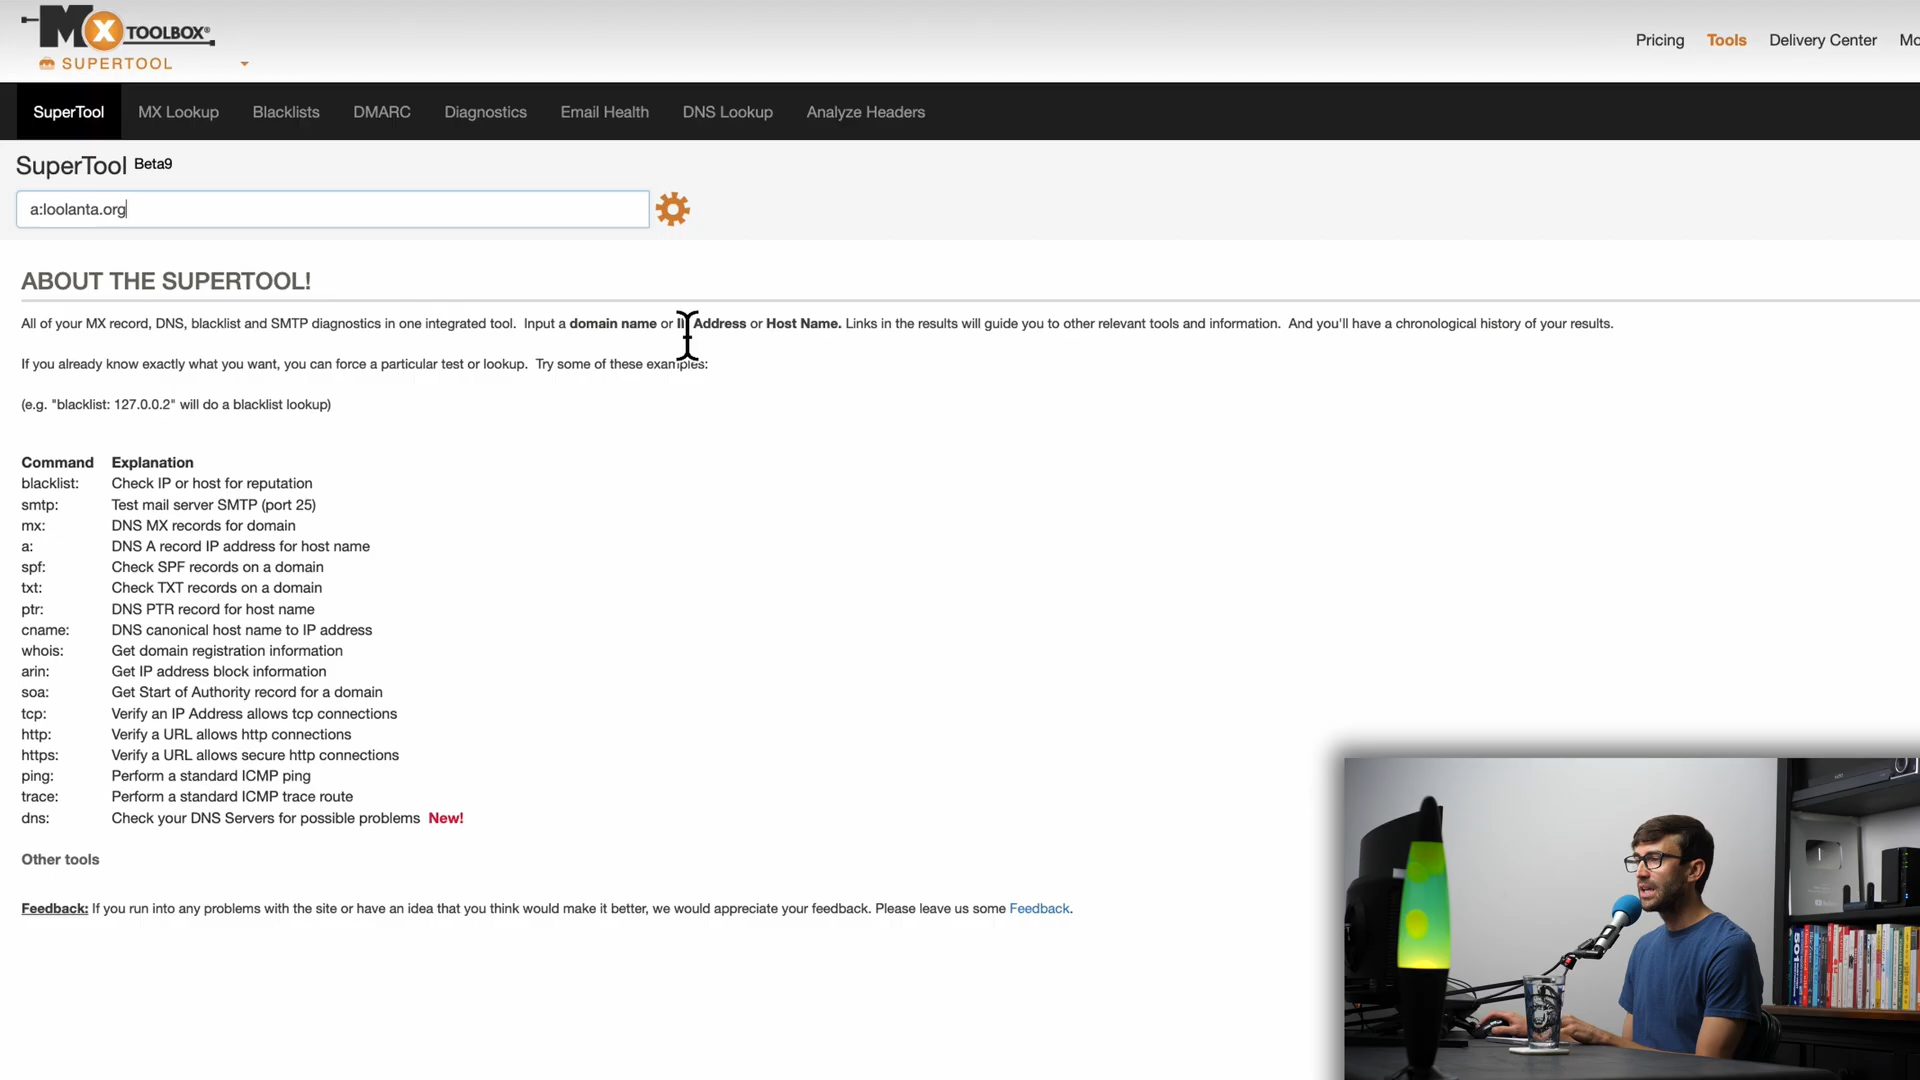 MX TOOLBOX®
SUPERTOOL
Pricing Tools Delivery Center Mo
SuperTool MX Lookup Blacklists DMARC Diagnostics Email Health DNS Lookup Analyze Headers
SuperTool Beta9
a:loolanta.org
ABOUT THE SUPERTOOL!
All of your MX record, DNS, blacklist and SMTP diagnostics in one integrated tool. Input a domain name or Address or Host Name. Links in the results will guide you to other relevant tools and information. And you'll have a chronological history of your results.
If you already know exactly what you want, you can force a particular test or lookup. Try some of these examples:
(e.g. "blacklist: 127.0.0.2" will do a blacklist lookup)
Command Explanation
blacklist: Check IP or host for reputation
smtp: Test mail server SMTP (port 25)
mx: DNS MX records for domain
a: DNS A record IP address for host name
spf: Check SPF records on a domain
txt: Check TXT records on a domain
ptr: DNS PTR record for host name
cname: DNS canonical host name to IP address
whois: Get domain registration information
arin: Get IP address block information
soa: Get Start of Authority record for a domain
tcp: Verify an IP Address allows tcp connections
http: Verify a URL allows http connections
https: Verify a URL allows secure http connections
ping: Perform a standard ICMP ping
trace: Perform a standard ICMP trace route
dns: Check your DNS Servers for possible problems New!
Other tools
Feedback: If you run into any problems with the site or have an idea that you think would make it better, we would appreciate your feedback. Please leave us some Feedback.